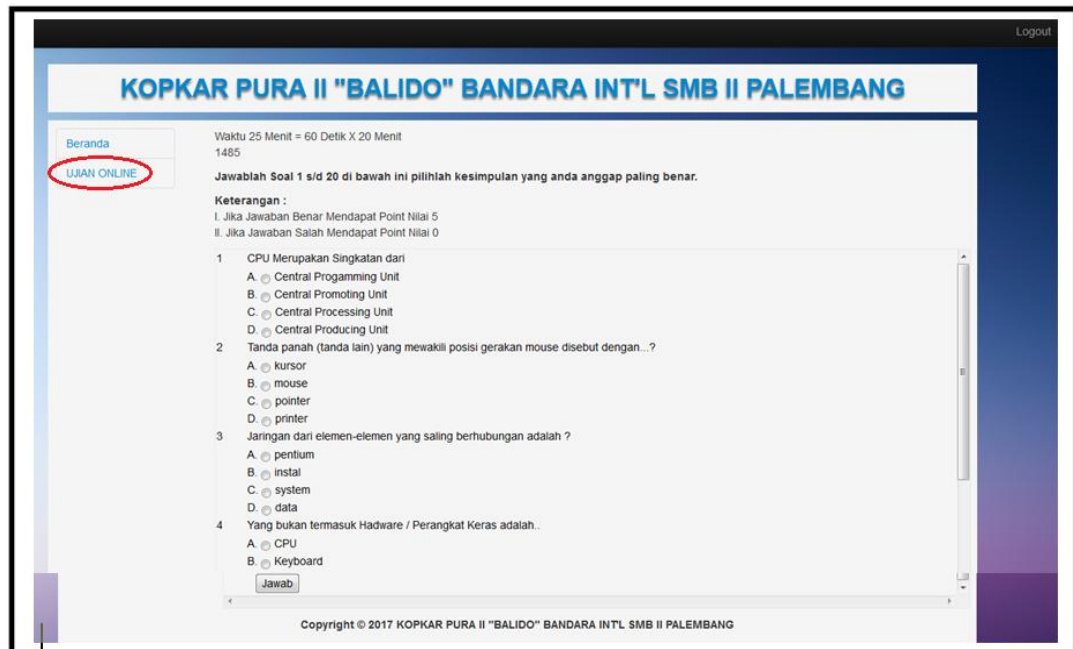 Logout
KOPKAR PURA II "BALIDO" BANDARA INT'L SMB II PALEMBANG
Beranda
UJIAN ONLINE
Waktu 25 Menit = 60 Detik X 20 Menit
1485
Jawablah Soal 1 s/d 20 di bawah ini pilihlah kesimpulan yang anda anggap paling benar.
Keterangan :
I. Jika Jawaban Benar Mendapat Point Nilai 5
II. Jika Jawaban Salah Mendapat Point Nilai 0
1 CPU Merupakan Singkatan dari
A. Central Progamming Unit
B. Central Promoting Unit
C. Central Processing Unit
D. Central Producing Unit
2 Tanda panah (tanda lain) yang mewakili posisi gerakan mouse disebut dengan...?
A. kursor
B. mouse
C. pointer
D. printer
3 Jaringan dari elemen-elemen yang saling berhubungan adalah ?
A. pentium
B. instal
C. system
D. data
4 Yang bukan termasuk Hadware / Perangkat Keras adalah..
A. CPU
B. Keyboard
Jawab
Copyright © 2017 KOPKAR PURA II "BALIDO" BANDARA INT'L SMB II PALEMBANG